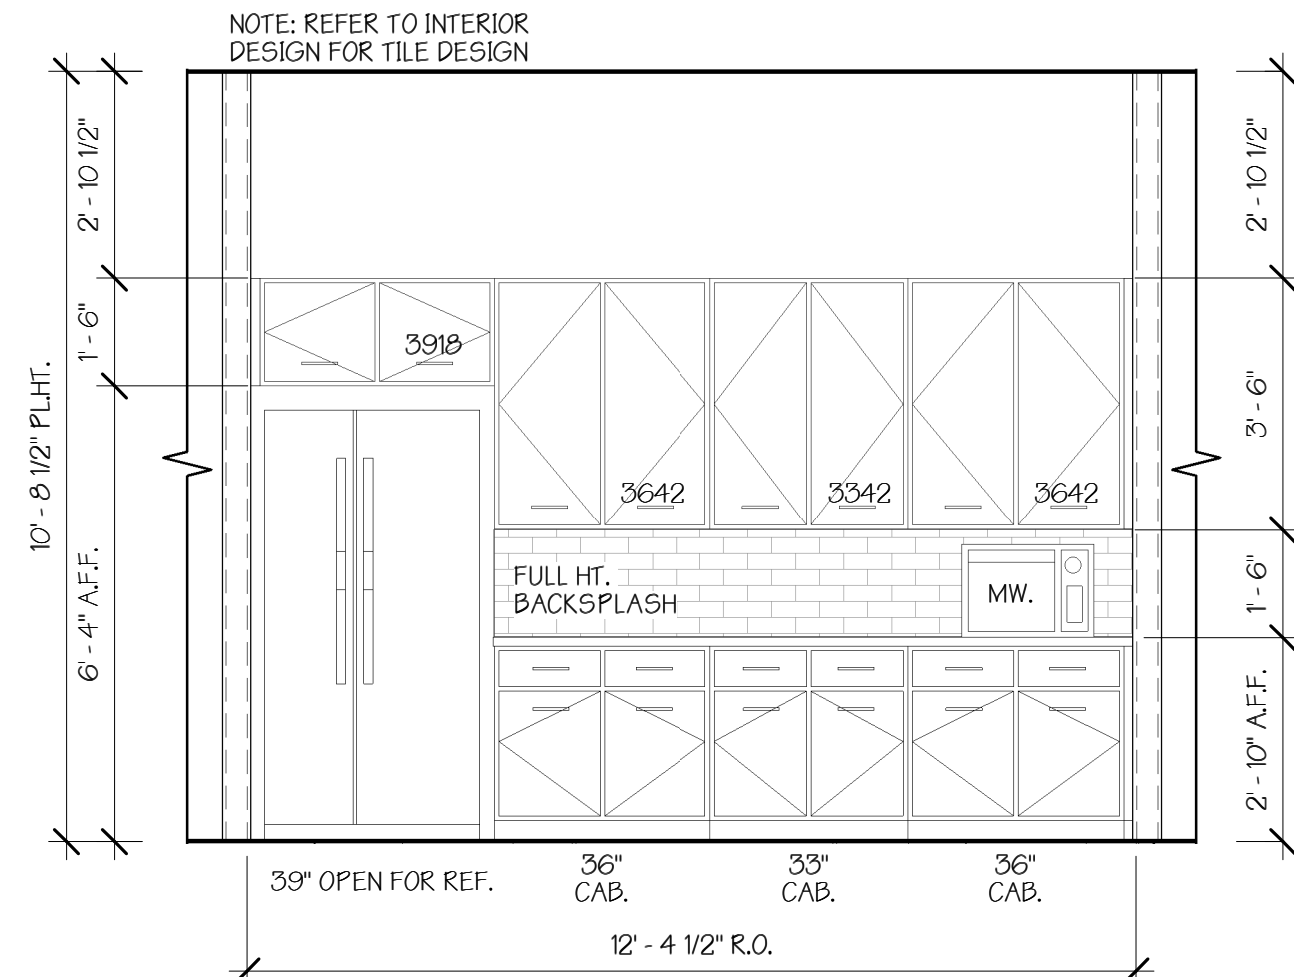 NOTE: REFER TO INTERIOR
DESIGN FOR TILE DESIGN
2' - 10 1/2"
1' - 6"
10' - 8 1/2" PL.HT.
6' - 4" A.F.F.
3918
3642
3342
3642
FULL HT.
BACKSPLASH
MW.
2' - 10 1/2"
3' - 6"
1' - 6"
2' - 10" A.F.F.
39" OPEN FOR REF.
36"
CAB.
33"
CAB.
36"
CAB.
12' - 4 1/2" R.O.